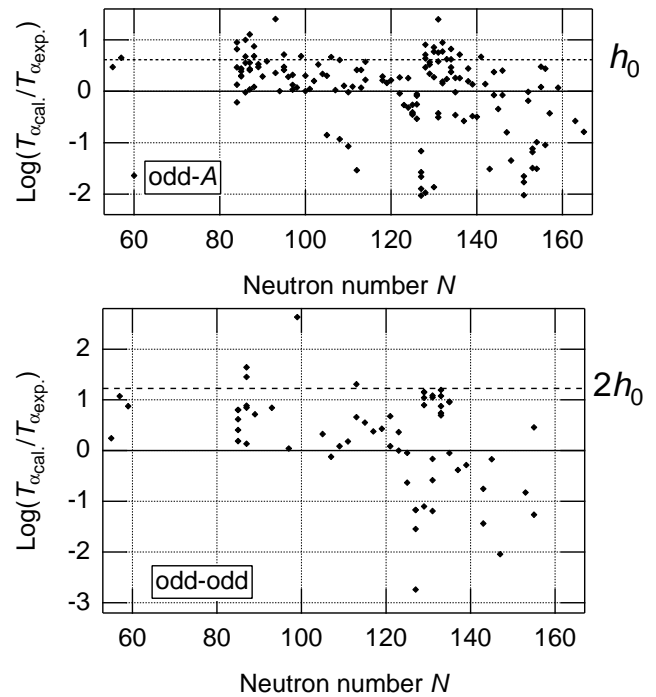 1
0
-1
-2
Log(Tαcal./Tαexp.)
h0
odd-A
60 80 100 120 140 160
Neutron number N
3
2
1
0
-1
-2
-3
Log(Tαcal./Tαexp.)
2h0
odd-odd
60 80 100 120 140 160
Neutron number N